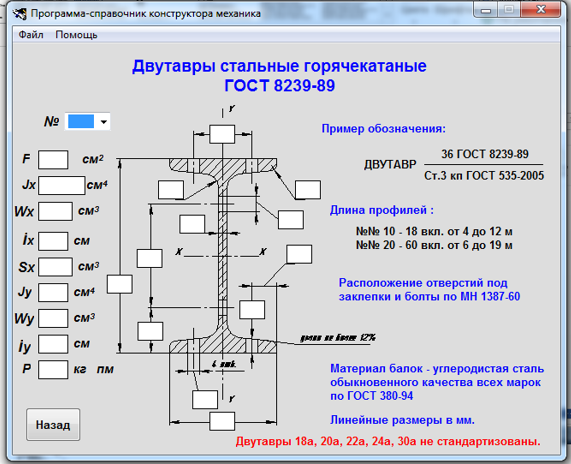 Программа-справочник конструктора механика
Файл Помощь
Двутавры стальные горячекатаные
ГОСТ 8239-89
№
Y
Пример обозначения:
ДВУТАВР 36 ГОСТ 8239-89
Ст.3 кп ГОСТ 535-2005
F см2
Jx см4
Wx см3
ix см
Sx см3
Jy см4
Wy см3
iy см
P кг пм
X X
Длина профилей :
№№ 10 - 18 вкл. от 4 до 12 м
№№ 20 - 60 вкл. от 6 до 19 м
Расположение отверстий под
заклепки и болты по МН 1387-60
уклон не более 12%
4 отв.
Y
Материал балок - углеродистая сталь
обыкновенного качества всех марок
по ГОСТ 380-94
Линейные размеры в мм.
Назад
Двутавры 18а, 20а, 22а, 24а, 30а не стандартизованы.